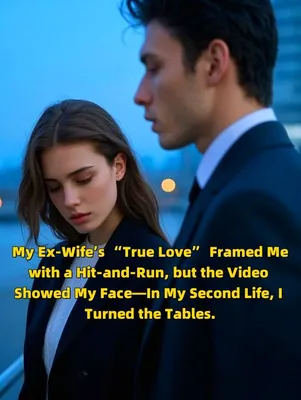 My Ex-Wife’s “True Love” Framed Me
with a Hit-and-Run, but the Video
Showed My Face—In My Second Life, I
Turned the Tables.